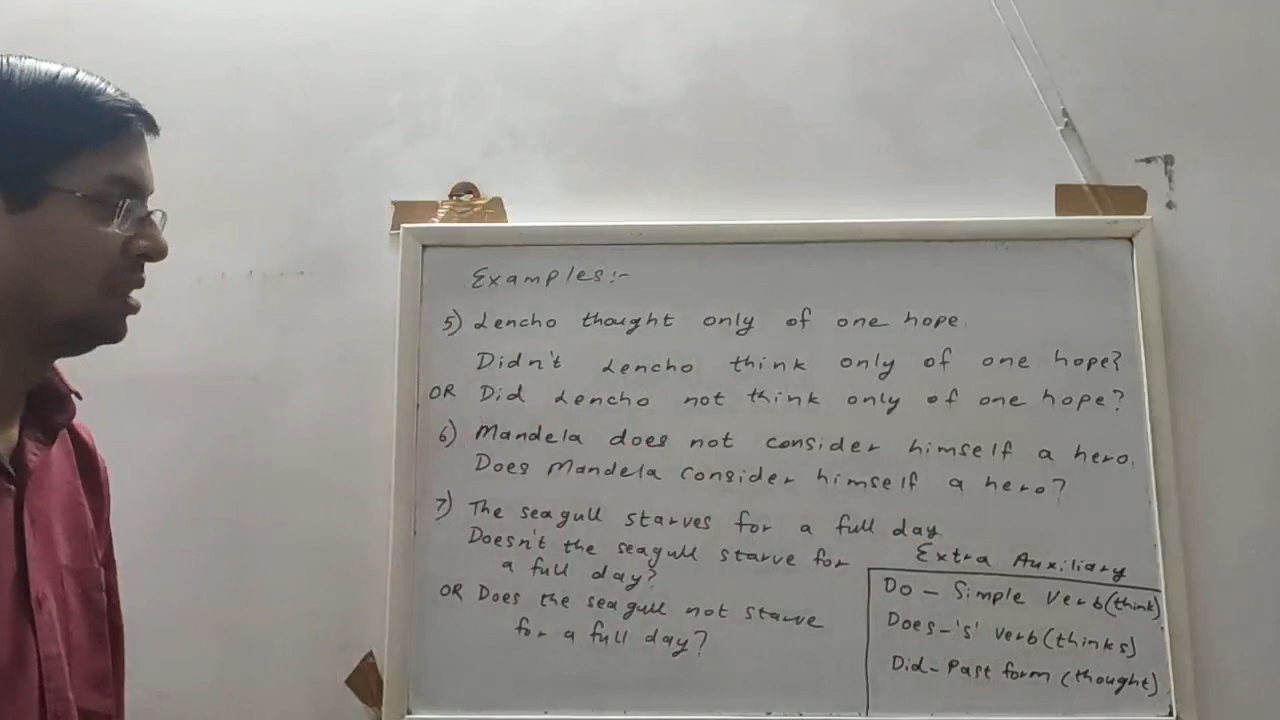 Examples:-
5) Lencho thought only of one hope.
Didn't Lencho think only of one hope?
OR Did Lencho not think only of one hope?
6) Mandela does not consider himself a hero.
Does Mandela consider himself a hero?
7) The seagull starves for a full day
Doesn't the seagull starve for
a full day?
OR Does the seagull not starve
for a full day?
Extra Auxiliary
Do - Simple Verb (think)
Does - 's' verb (thinks)
Did - Past form (thought)